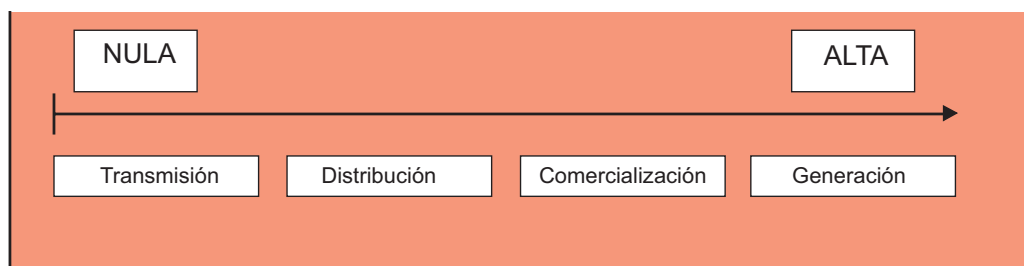 NULA
ALTA
Transmisión
Distribución
Comercialización
Generación